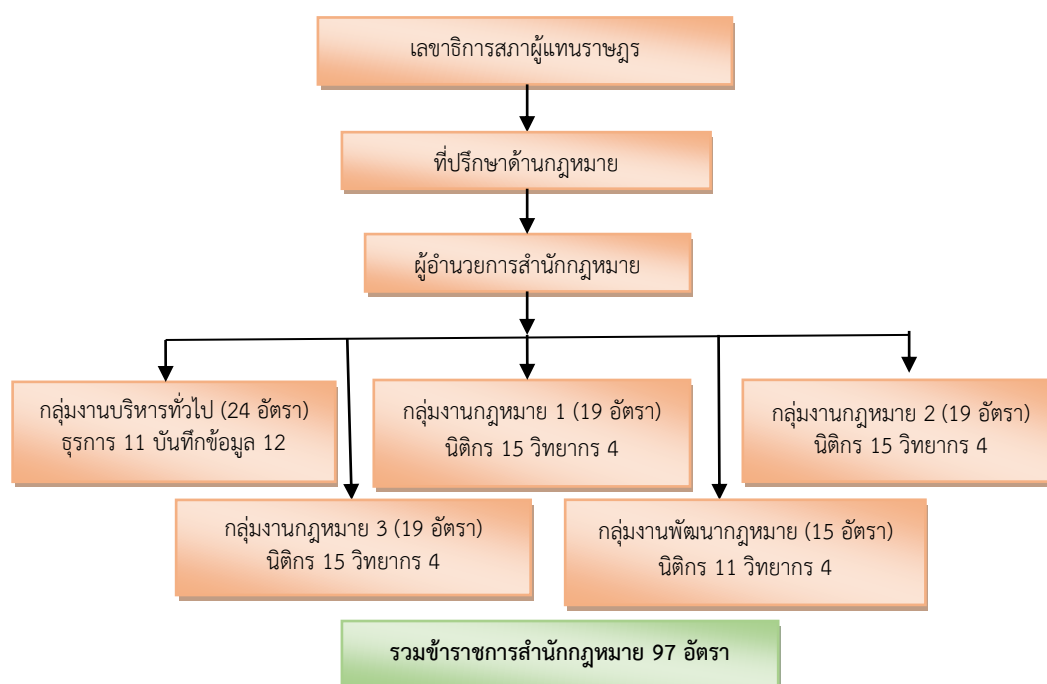 เลขาธิการสภาผู้แทนราษฎร
ที่ปรึกษาด้านกฎหมาย
ผู้อำนวยการสำนักกฎหมาย
กลุ่มงานบริหารทั่วไป (24 อัตรา)
ธุรการ 11 บันทึกข้อมูล 12
กลุ่มงานกฎหมาย 1 (19 อัตรา)
นิติกร 15 วิทยากร 4
กลุ่มงานกฎหมาย 2 (19 อัตรา)
นิติกร 15 วิทยากร 4
กลุ่มงานกฎหมาย 3 (19 อัตรา)
นิติกร 15 วิทยากร 4
กลุ่มงานพัฒนากฎหมาย (15 อัตรา)
นิติกร 11 วิทยากร 4
รวมข้าราชการสำนักกฎหมาย 97 อัตรา